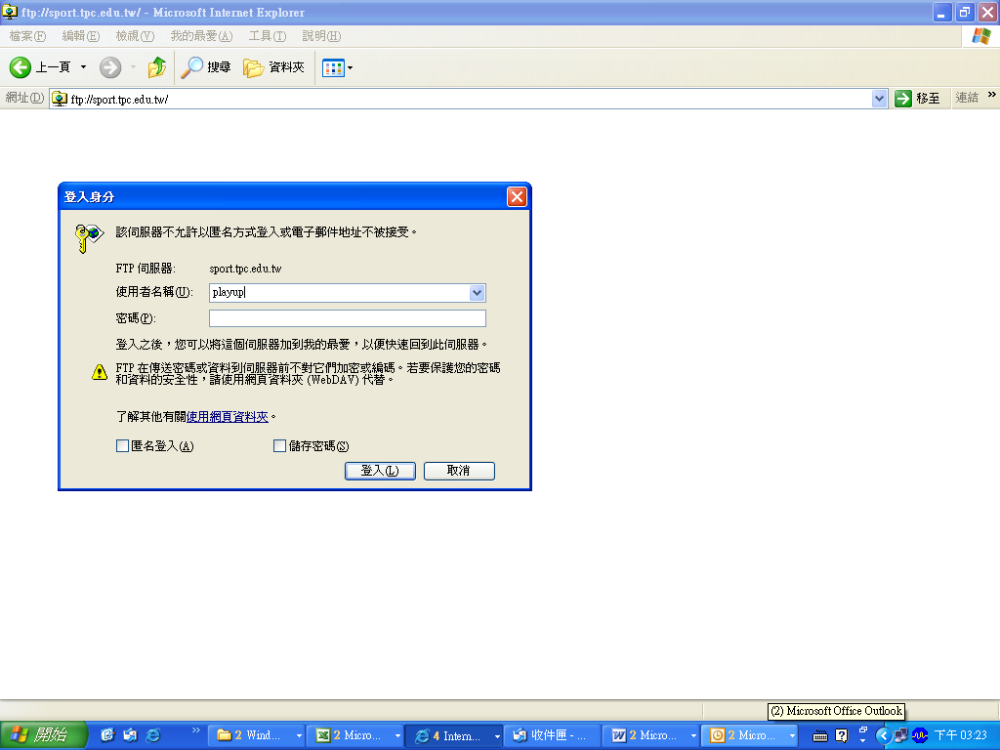 ftp://sport.tpc.edu.tw/ - Microsoft Internet Explorer
檔案(F) 編輯(E) 檢視(V) 我的最愛(A) 工具(T) 說明(H)
上一頁 搜尋 資料夾
網址(D) ftp://sport.tpc.edu.tw/ 移至 連結 »
登入身分
該伺服器不允許以匿名方式登入或電子郵件地址不被接受。
FTP 伺服器: sport.tpc.edu.tw
使用者名稱(U): playup
密碼(P):
登入之後，您可以將這個伺服器加到我的最愛，以便快速回到此伺服器。
FTP 在傳送密碼或資料到伺服器前不對它們加密或編碼。若要保護您的密碼
和資料的安全性，請使用網頁資料夾 (WebDAV) 代替。
了解其他有關使用網頁資料夾。
匿名登入(A) 儲存密碼(S)
登入(L) 取消
(2) Microsoft Office Outlook
開始 » 2 Wind... 2 Micro... 4 Intern... 收件匣 - ... 2 Micro... 2 Micro... 下午 03:23